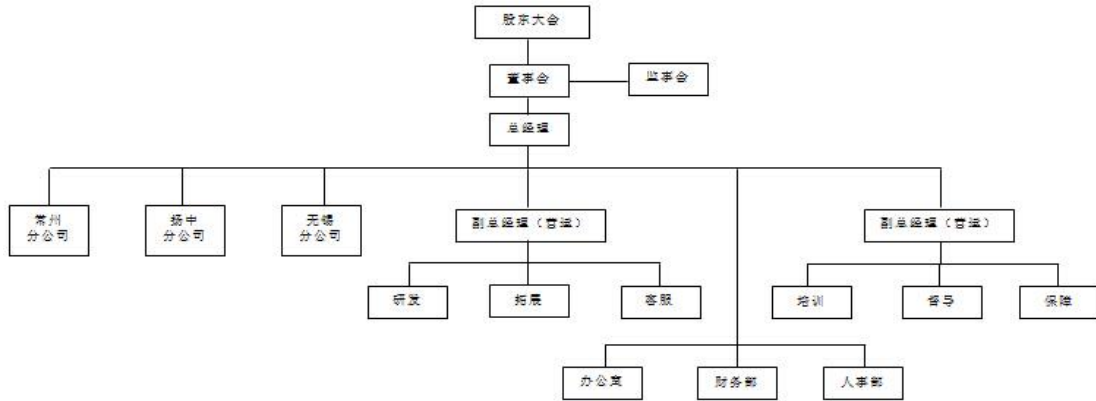 股东大会
董事会
监事会
总经理
常州
分公司
扬中
分公司
无锡
分公司
副总经理（营运）
副总经理（营运）
研发
拓展
客服
培训
督导
保障
办公室
财务部
人事部